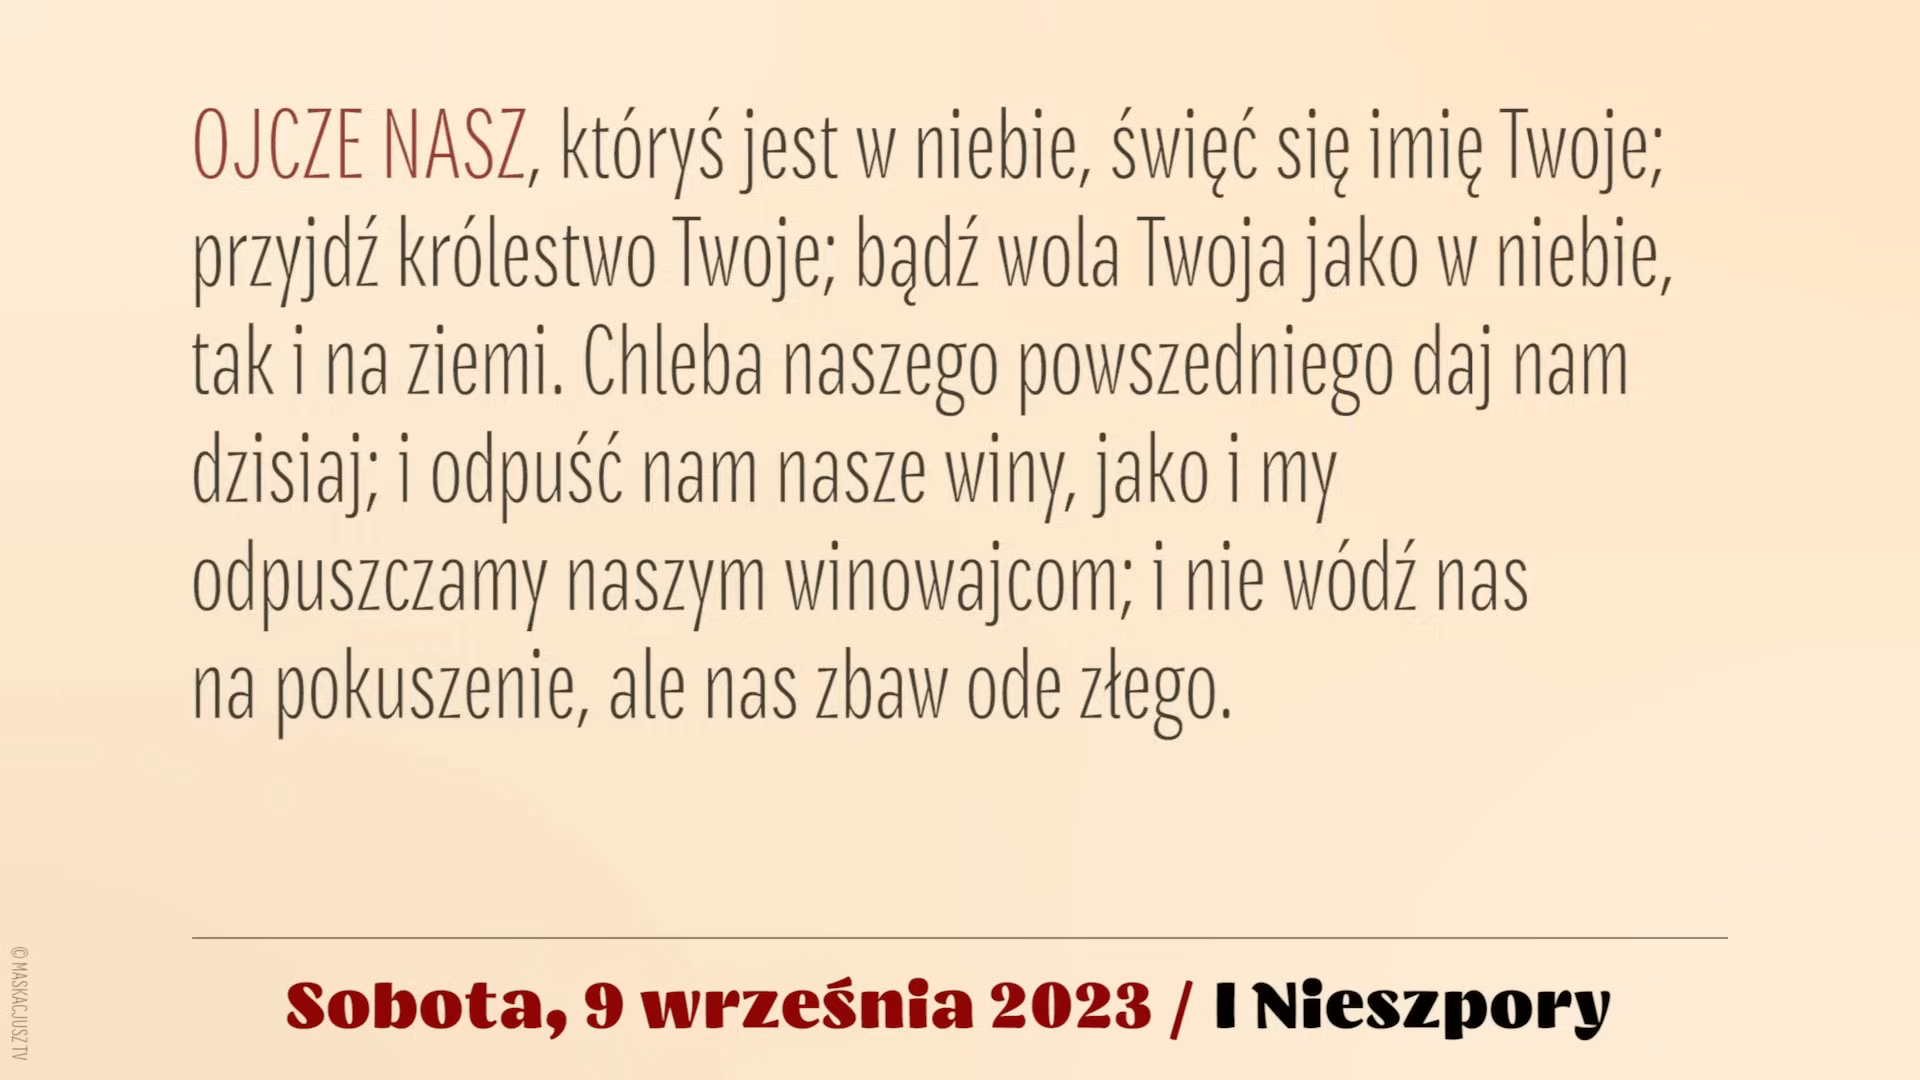 OJCZE NASZ, któryś jest w niebie, święć się imię Twoje;
przyjdź królestwo Twoje; bądź wola Twoja jako w niebie,
tak i na ziemi. Chleba naszego powszedniego daj nam
dzisiaj; i odpuść nam nasze winy, jako i my
odpuszczamy naszym winowajcom; i nie wódź nas
na pokuszenie, ale nas zbaw ode złego.
Sobota, 9 września 2023 / I Nieszpory
© MASKACJUSZ TV